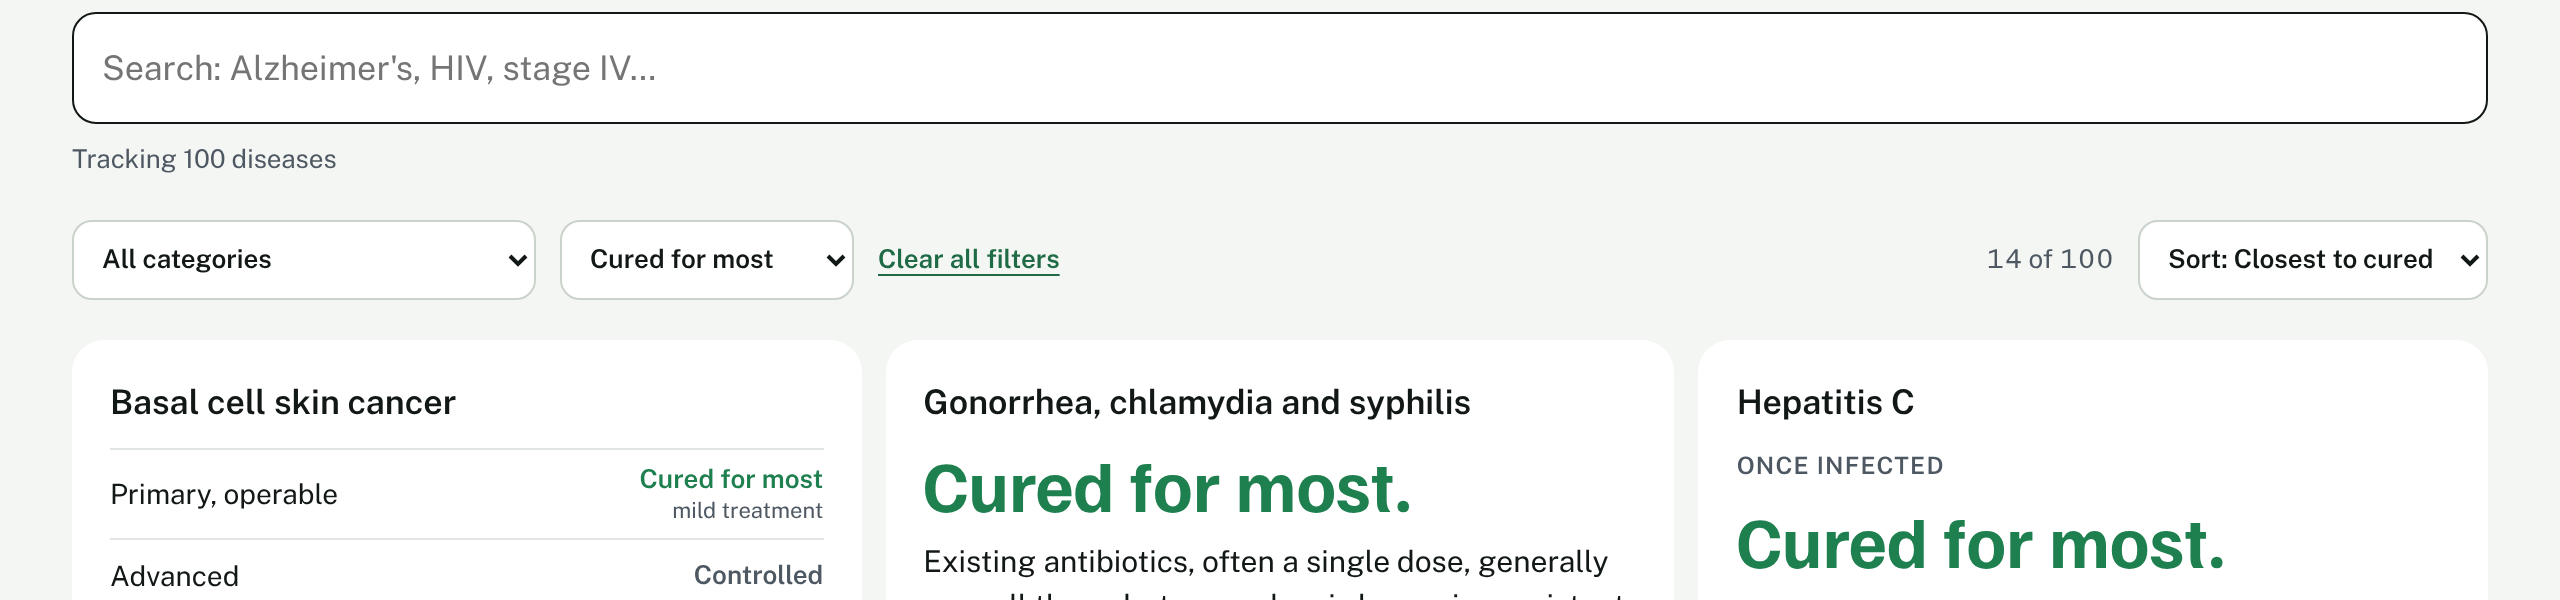 Search: Alzheimer's, HIV, stage IV...
Tracking 100 diseases
All categories
Cured for most
Clear all filters
14 of 100
Sort: Closest to cured
Basal cell skin cancer
Primary, operable
Cured for most
mild treatment
Advanced
Controlled
Gonorrhea, chlamydia and syphilis
Cured for most.
Existing antibiotics, often a single dose, generally
Hepatitis C
ONCE INFECTED
Cured for most.